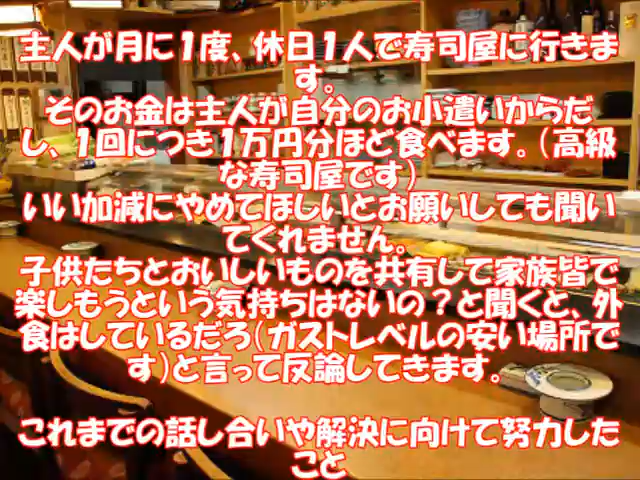 主人が月に１度、休日１人で寿司屋に行きま
す。
そのお金は主人が自分のお小遣いからだ
し、１回につき１万円分ほど食べます。（高級
な寿司屋です）
いい加減にやめてほしいとお願いしても聞い
てくれません。
子供たちとおいしいものを共有して家族皆で
楽しもうという気持ちはないの？と聞くと、外
食はしているだろ（ガストレベルの安い場所で
す）と言って反論してきます。
これまでの話し合いや解決に向けて努力した
こと